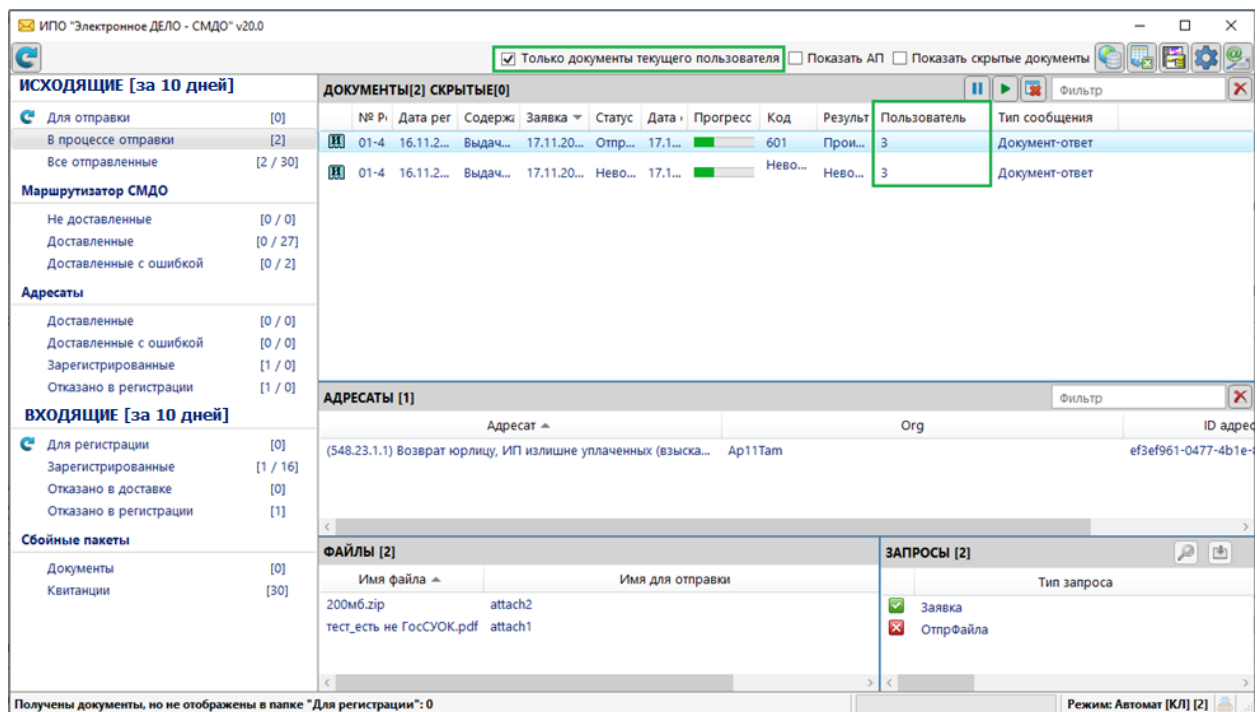 ИПО "Электронное ДЕЛО - СМДО" v20.0
Только документы текущего пользователя Показать АП Показать скрытые документы
ИСХОДЯЩИЕ [за 10 дней]
Для отправки [0]
В процессе отправки [2]
Все отправленные [2 / 30]
Маршрутизатор СМДО
Не доставленные [0 / 0]
Доставленные [0 / 27]
Доставленные с ошибкой [0 / 2]
Адресаты
Доставленные [0 / 0]
Доставленные с ошибкой [0 / 0]
Зарегистрированные [1 / 0]
Отказано в регистрации [1 / 0]
ВХОДЯЩИЕ [за 10 дней]
Для регистрации [0]
Зарегистрированные [1 / 16]
Отказано в доставке [0]
Отказано в регистрации [1]
Сбойные пакеты
Документы [0]
Квитанции [30]
ДОКУМЕНТЫ[2] СКРЫТЫЕ[0] Фильтр
№ Ре Дата рег Содержа Заявка Статус Дата Прогресс Код Результ Пользователь Тип сообщения
01-4 16.11.2... Выдач... 17.11.20... Отпр... 17.1... 601 Прои... 3 Документ-ответ
01-4 16.11.2... Выдач... 17.11.20... Нево... 17.1... Нево... Нево... 3 Документ-ответ
АДРЕСАТЫ [1] Фильтр
Адресат Org ID адрес
(548.23.1.1) Возврат юрлицу, ИП излишне уплаченных (взыска... Ap11Tam ef3ef961-0477-4b1e-
ФАЙЛЫ [2]
Имя файла Имя для отправки
200мб.zip attach2
тест_есть не ГосСУОК.pdf attach1
ЗАПРОСЫ [2]
Тип запроса
Заявка
ОтпрФайла
Получены документы, но не отображены в папке "Для регистрации": 0 Режим: Автомат [КЛ] [2]